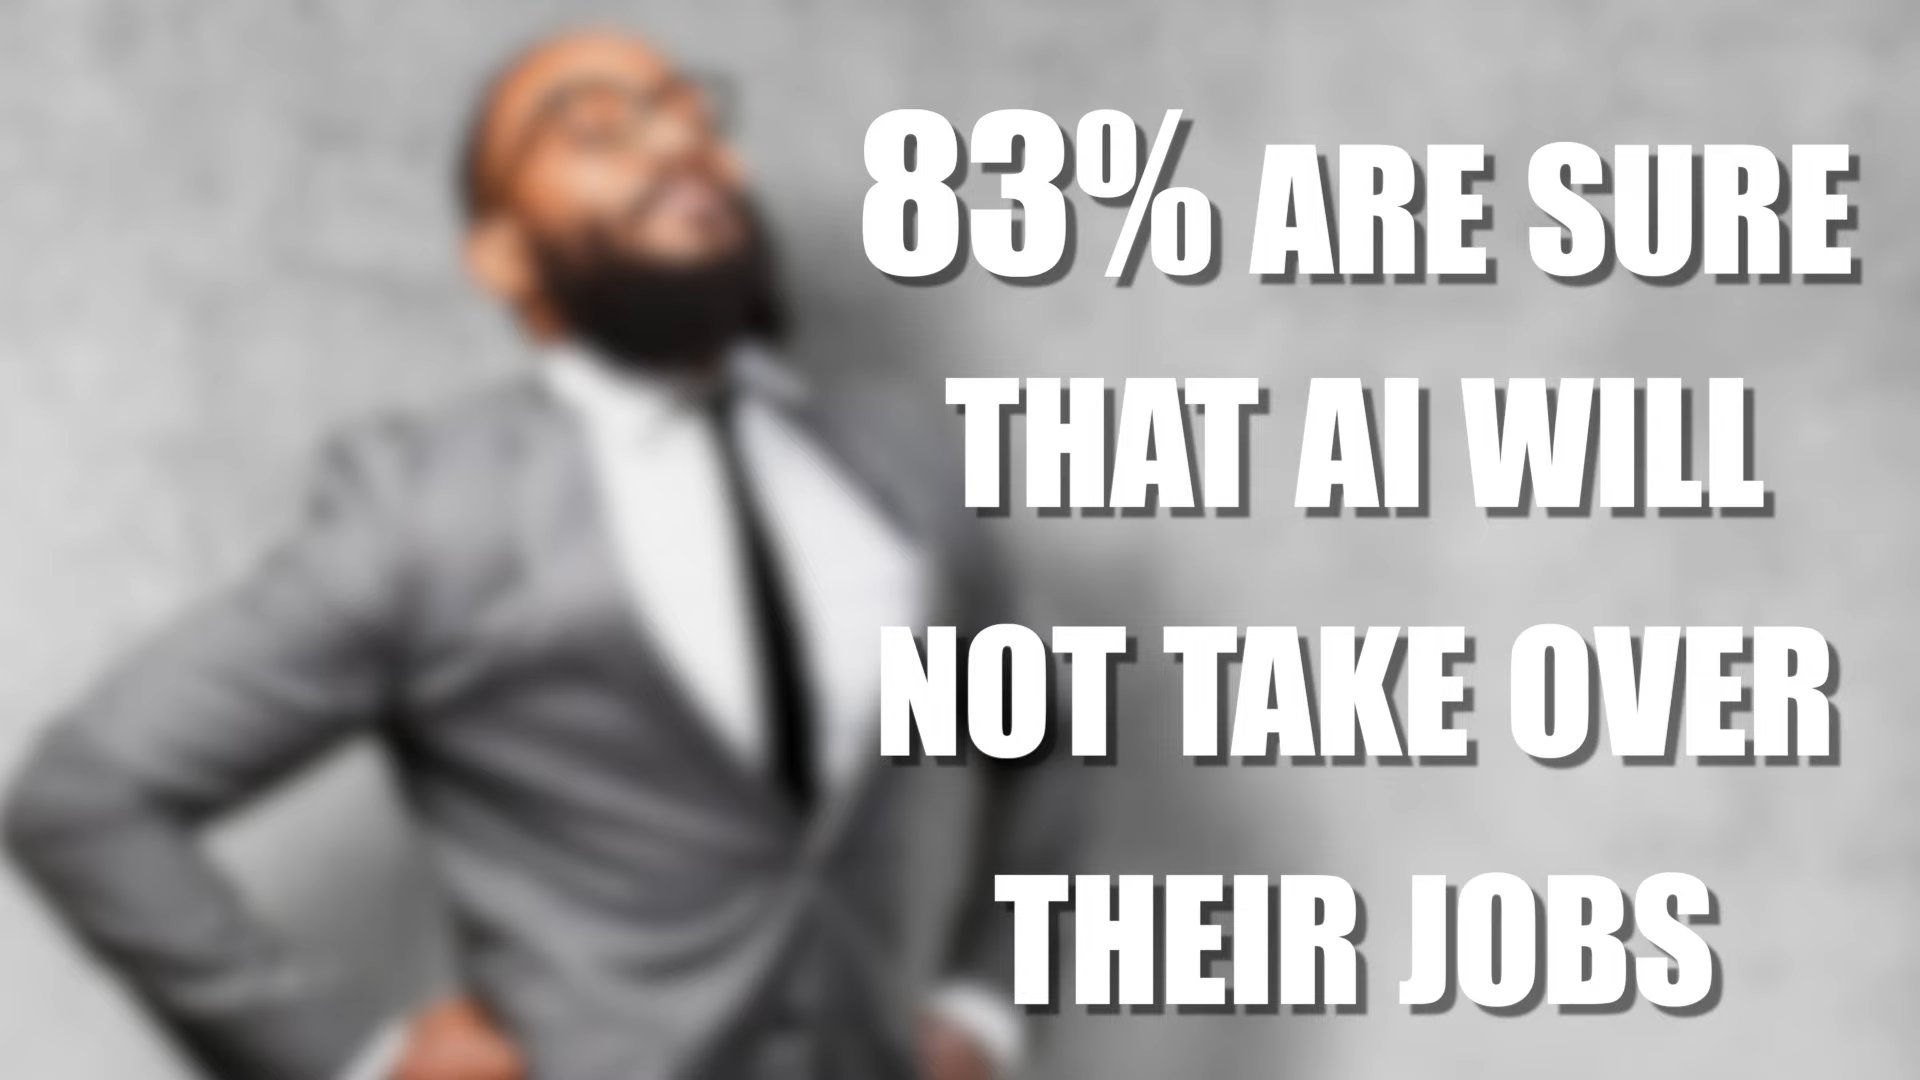 83% ARE SURE
THAT AI WILL
NOT TAKE OVER
THEIR JOBS